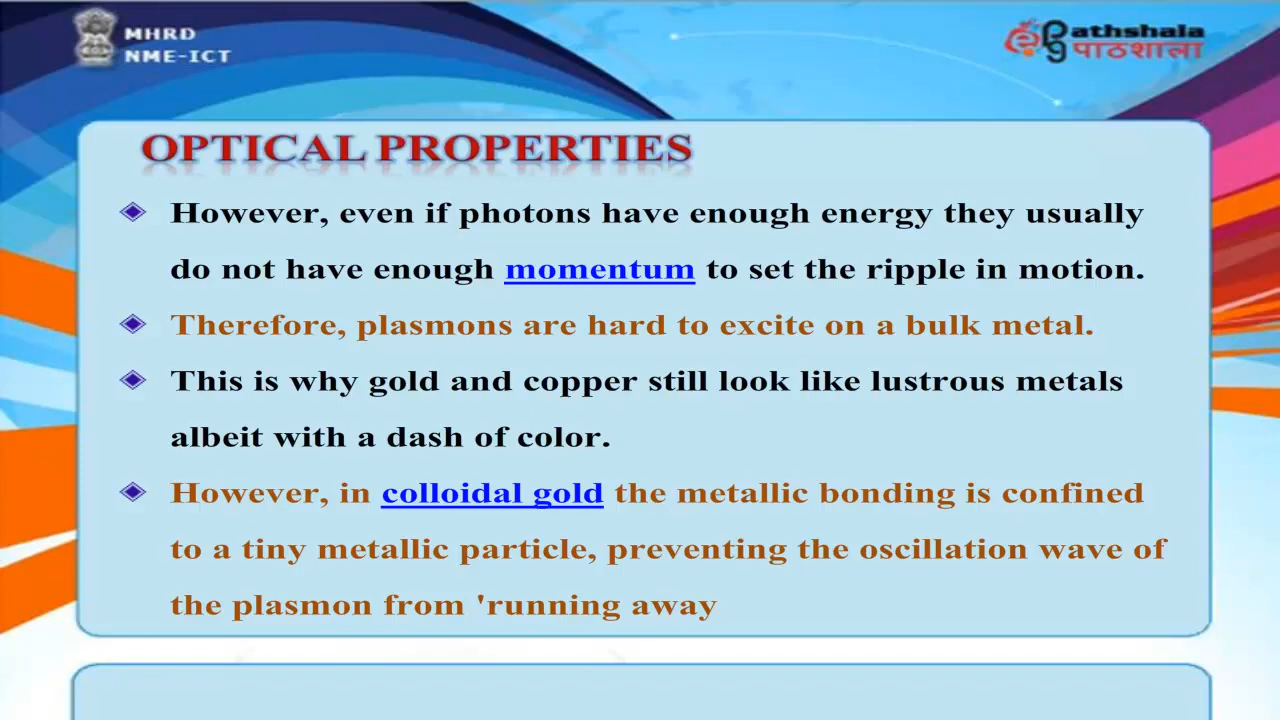 MHRD
NME-ICT
ePg athshala
पाठशाला
OPTICAL PROPERTIES
However, even if photons have enough energy they usually
do not have enough momentum to set the ripple in motion.
Therefore, plasmons are hard to excite on a bulk metal.
This is why gold and copper still look like lustrous metals
albeit with a dash of color.
However, in colloidal gold the metallic bonding is confined
to a tiny metallic particle, preventing the oscillation wave of
the plasmon from 'running away